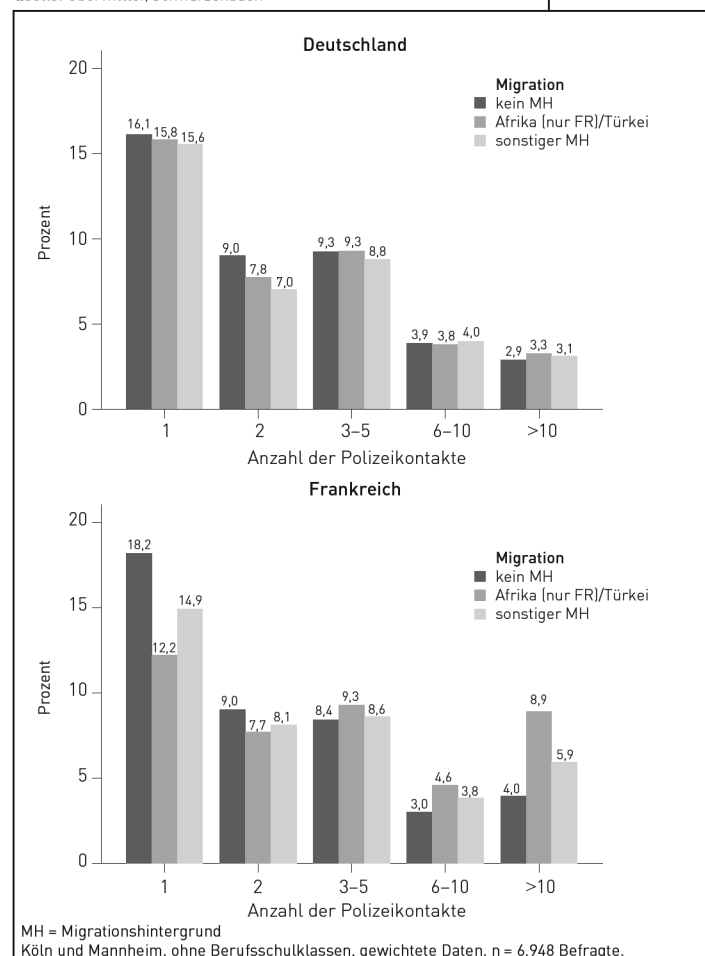 Deutschland
20
15
10
5
0
Prozent
Migration
kein MH
Afrika (nur FR)/Türkei
sonstiger MH
16,1 15,8 15,6
9,0 7,8 7,0
9,3 9,3 8,8
3,9 3,8 4,0
2,9 3,3 3,1
1 2 3–5 6–10 >10
Anzahl der Polizeikontakte
Frankreich
20
15
10
5
0
Prozent
Migration
kein MH
Afrika (nur FR)/Türkei
sonstiger MH
18,2 12,2 14,9
9,0 7,7 8,1
8,4 9,3 8,6
3,0 4,6 3,8
4,0 8,9 5,9
1 2 3–5 6–10 >10
Anzahl der Polizeikontakte
MH = Migrationshintergrund
Köln und Mannheim, ohne Berufsschulklassen, gewichtete Daten, n = 6.948 Befragte.